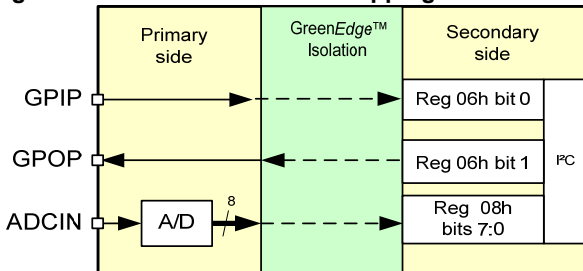 Primary
side
GreenEdge™
Isolation
Secondary
side
GPIP
Reg 06h bit 0
GPOP
Reg 06h bit 1
I²C
ADCIN
A/D
8
Reg 08h
bits 7:0